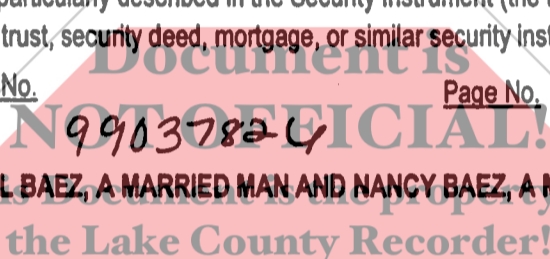 particularly described in the Security Instrument (the
trust, security deed, mortgage, or similar security inst
Document is
No. Page No.
NOT OFFICIAL!
99037824
L BAEZ, A MARRIED MAN AND NANCY BAEZ, A M
This Document is the property
the Lake County Recorder!